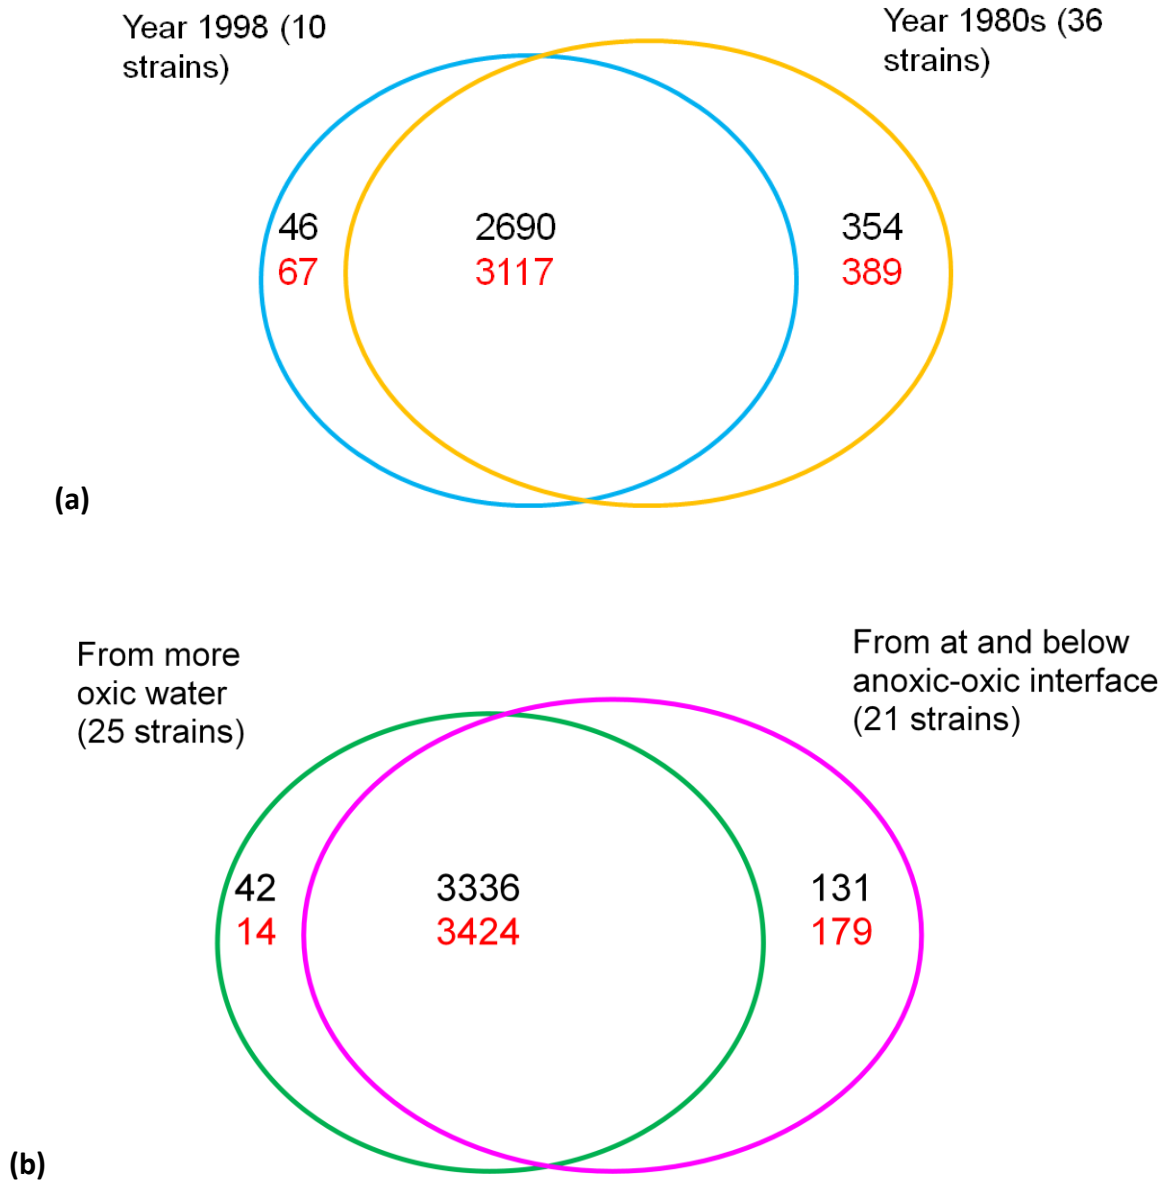 Year 1998 (10
strains)
Year 1980s (36
strains)
46
2690
354
67
3117
389
(a)
From more
oxic water
(25 strains)
From at and below
anoxic-oxic interface
(21 strains)
42
3336
131
14
3424
179
(b)